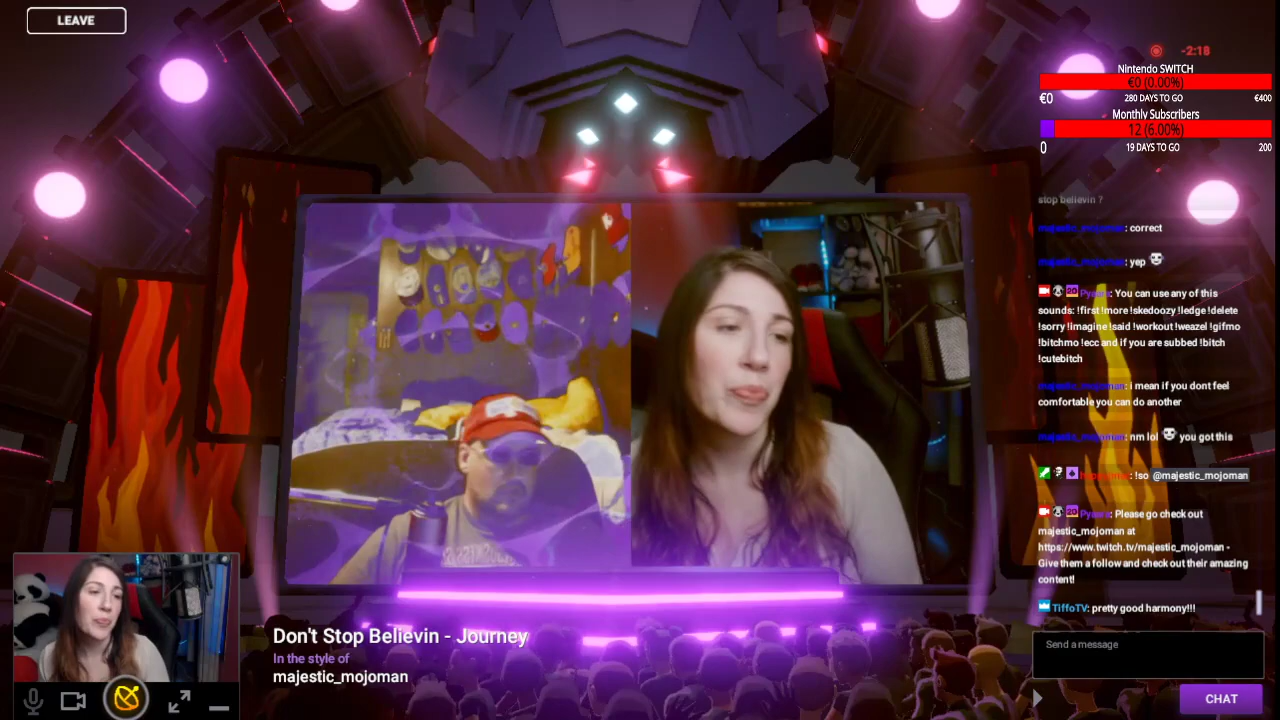 LEAVE
-2:18
Nintendo SWITCH
€0 (0.00%)
€0 280 DAYS TO GO €400
Monthly Subscribers
12 (6.00%)
0 19 DAYS TO GO 200
stop believin ?
majestic_mojoman: correct
majestic_mojoman: yep
You can use any of this
sounds: !first !more !skedoozy !ledge !delete
!sorry !imagine !said !workout !weazel !gifmo
!bitchmo !ecc and if you are subbed !bitch
!cutebitch
majestic_mojoman: i mean if you dont feel
comfortable you can do another
majestic_mojoman: nm lol you got this
: !so @majestic_mojoman
Please go check out
majestic_mojoman at
https://www.twitch.tv/majestic_mojoman -
Give them a follow and check out their amazing
content!
TiffoTV: pretty good harmony!!!
Send a message
CHAT
Don't Stop Believin - Journey
In the style of
majestic_mojoman